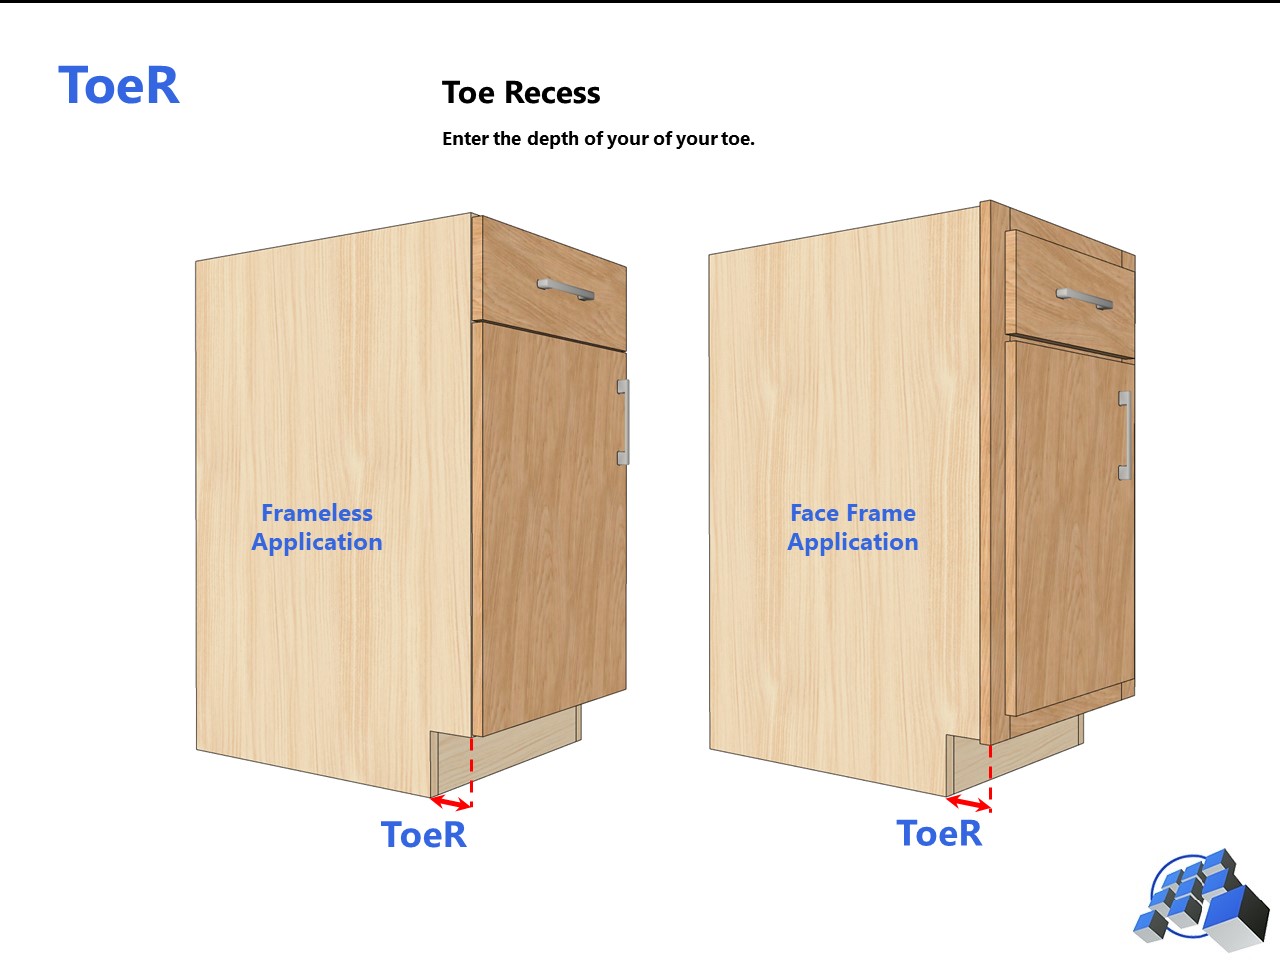 ToeR
Toe Recess
Enter the depth of your of your toe.
Frameless
Application
Face Frame
Application
ToeR
ToeR